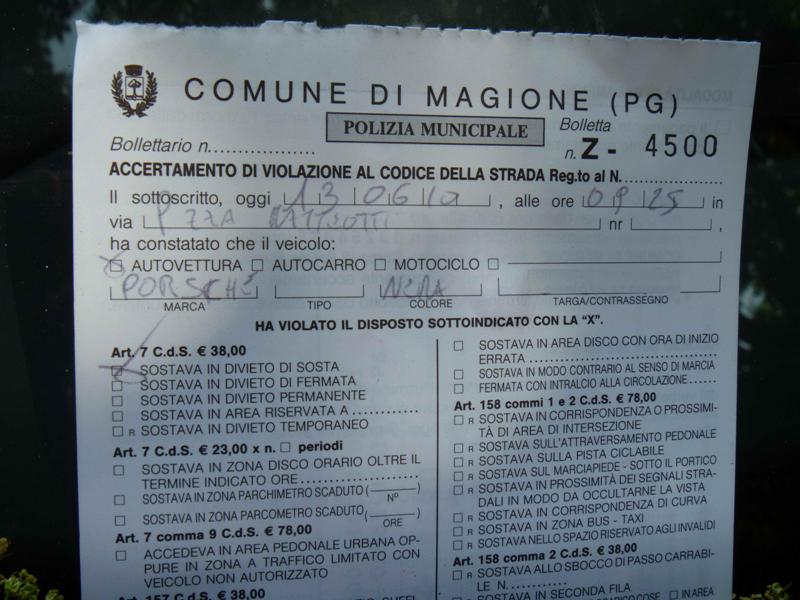 COMUNE DI MAGIONE (PG)
POLIZIA MUNICIPALE
Bolletta
Bollettario n.
n. Z - 4500
ACCERTAMENTO DI VIOLAZIONE AL CODICE DELLA STRADA Reg.to al N.
Il sottoscritto, oggi 13 06 10, alle ore 09 25 in
via P.ZZA MATTEOTTI nr ,
ha constatato che il veicolo:
AUTOVETTURA AUTOCARRO MOTOCICLO
PORSCHE NERA
MARCA TIPO COLORE TARGA/CONTRASSEGNO
HA VIOLATO IL DISPOSTO SOTTOINDICATO CON LA “X”.
Art. 7 C.d.S. € 38,00
SOSTAVA IN DIVIETO DI SOSTA
SOSTAVA IN DIVIETO DI FERMATA
SOSTAVA IN DIVIETO PERMANENTE
SOSTAVA IN AREA RISERVATA A
R SOSTAVA IN DIVIETO TEMPORANEO
Art. 7 C.d.S. € 23,00 x n. periodi
SOSTAVA IN ZONA DISCO ORARIO OLTRE IL
TERMINE INDICATO ORE
SOSTAVA IN ZONA PARCHIMETRO SCADUTO ( )
N°
SOSTAVA IN ZONA PARCOMETRO SCADUTO ( )
ORE
Art. 7 comma 9 C.d.S. € 78,00
ACCEDEVA IN AREA PEDONALE URBANA OP-
PURE IN ZONA A TRAFFICO LIMITATO CON
VEICOLO NON AUTORIZZATO
Art. 157 C.d.S. € 38,00
SOSTAVA IN AREA DISCO CON ORA DI INIZIO
ERRATA
SOSTAVA IN MODO CONTRARIO AL SENSO DI MARCIA
FERMATA CON INTRALCIO ALLA CIRCOLAZIONE
Art. 158 commi 1 e 2 C.d.S. € 78,00
R SOSTAVA IN CORRISPONDENZA O PROSSIMI-
TÀ DI AREA DI INTERSEZIONE
R SOSTAVA SULL'ATTRAVERSAMENTO PEDONALE
R SOSTAVA SULLA PISTA CICLABILE
R SOSTAVA SUL MARCIAPIEDE - SOTTO IL PORTICO
R SOSTAVA IN PROSSIMITÀ DEI SEGNALI STRA-
DALI IN MODO DA OCCULTARNE LA VISTA
R SOSTAVA IN CORRISPONDENZA DI CURVA
R SOSTAVA IN ZONA BUS - TAXI
R SOSTAVA NELLO SPAZIO RISERVATO AGLI INVALIDI
Art. 158 comma 2 C.d.S. € 38,00
R SOSTAVA ALLO SBOCCO DI PASSO CARRABI-
LE N.
SOSTAVA IN SECONDA FILA
IN AREA